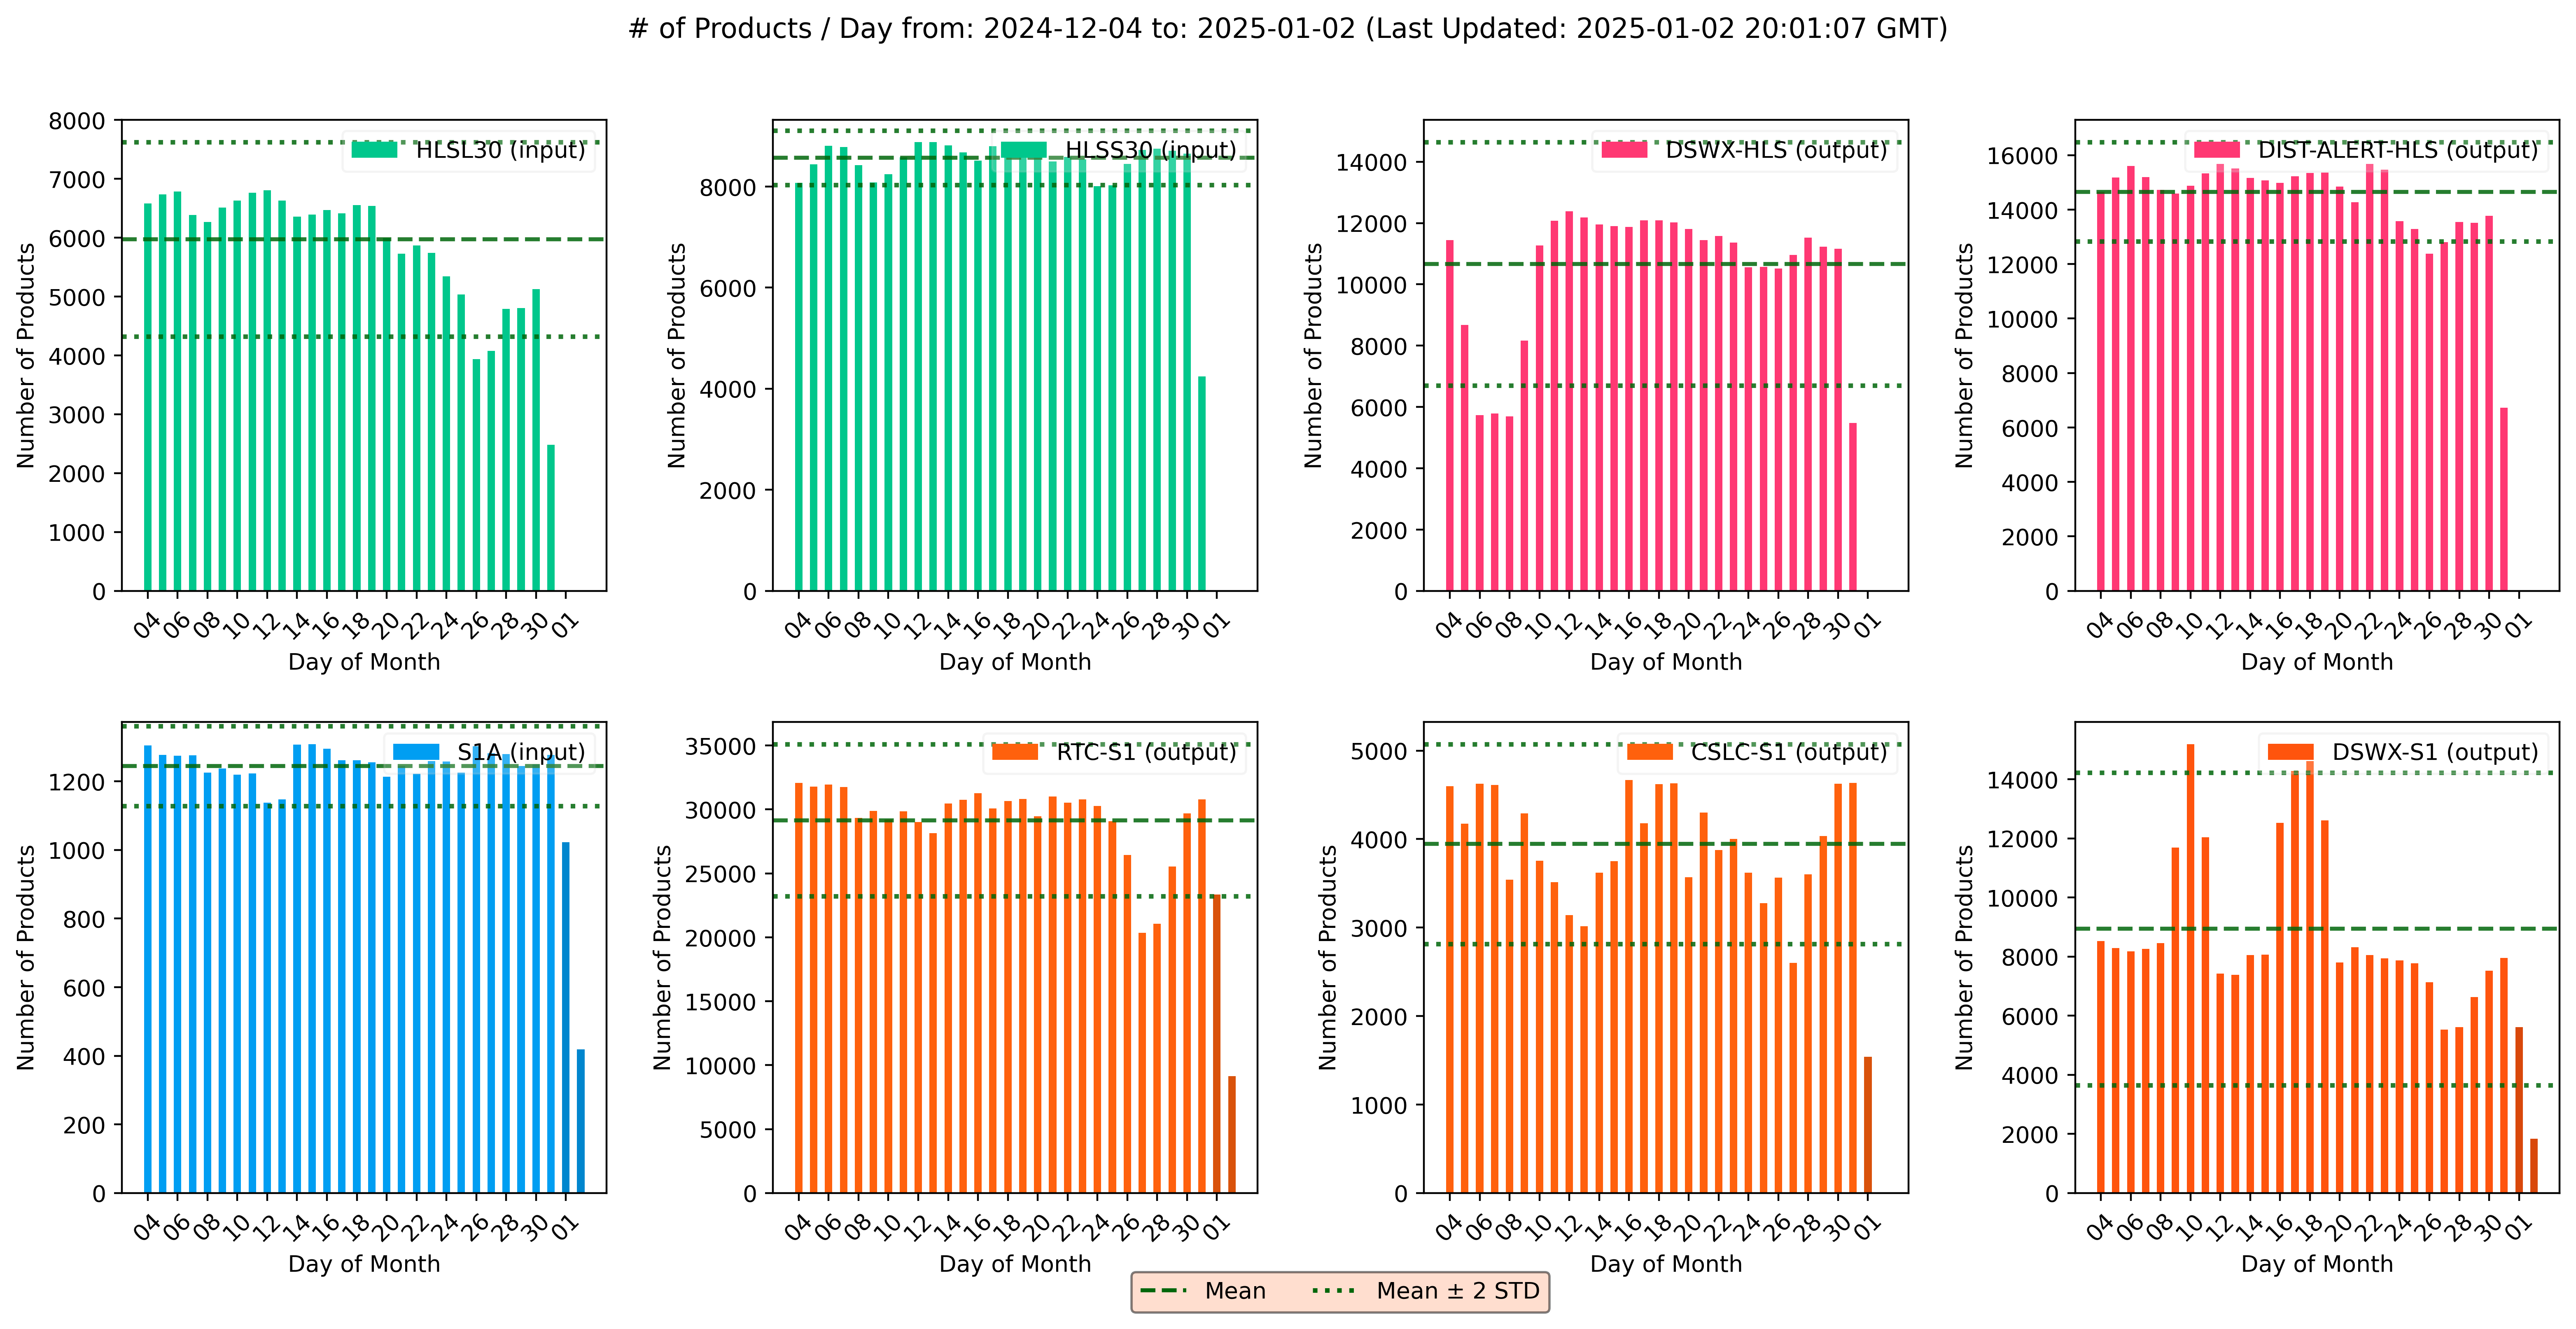 # of Products / Day from: 2024-12-04 to: 2025-01-02 (Last Updated: 2025-01-02 20:01:07 GMT)
HLSL30 (input)
Number of Products
8000
7000
6000
5000
4000
3000
2000
1000
0
04 06 08 10 12 14 16 18 20 22 24 26 28 30 01
Day of Month
HLSS30 (input)
Number of Products
8000
6000
4000
2000
0
04 06 08 10 12 14 16 18 20 22 24 26 28 30 01
Day of Month
DSWX-HLS (output)
Number of Products
14000
12000
10000
8000
6000
4000
2000
0
04 06 08 10 12 14 16 18 20 22 24 26 28 30 01
Day of Month
DIST-ALERT-HLS (output)
Number of Products
16000
14000
12000
10000
8000
6000
4000
2000
0
04 06 08 10 12 14 16 18 20 22 24 26 28 30 01
Day of Month
S1A (input)
Number of Products
1200
1000
800
600
400
200
0
04 06 08 10 12 14 16 18 20 22 24 26 28 30 01
Day of Month
RTC-S1 (output)
Number of Products
35000
30000
25000
20000
15000
10000
5000
0
04 06 08 10 12 14 16 18 20 22 24 26 28 30 01
Day of Month
CSLC-S1 (output)
Number of Products
5000
4000
3000
2000
1000
0
04 06 08 10 12 14 16 18 20 22 24 26 28 30 01
Day of Month
DSWX-S1 (output)
Number of Products
14000
12000
10000
8000
6000
4000
2000
0
04 06 08 10 12 14 16 18 20 22 24 26 28 30 01
Day of Month
Mean
Mean ± 2 STD